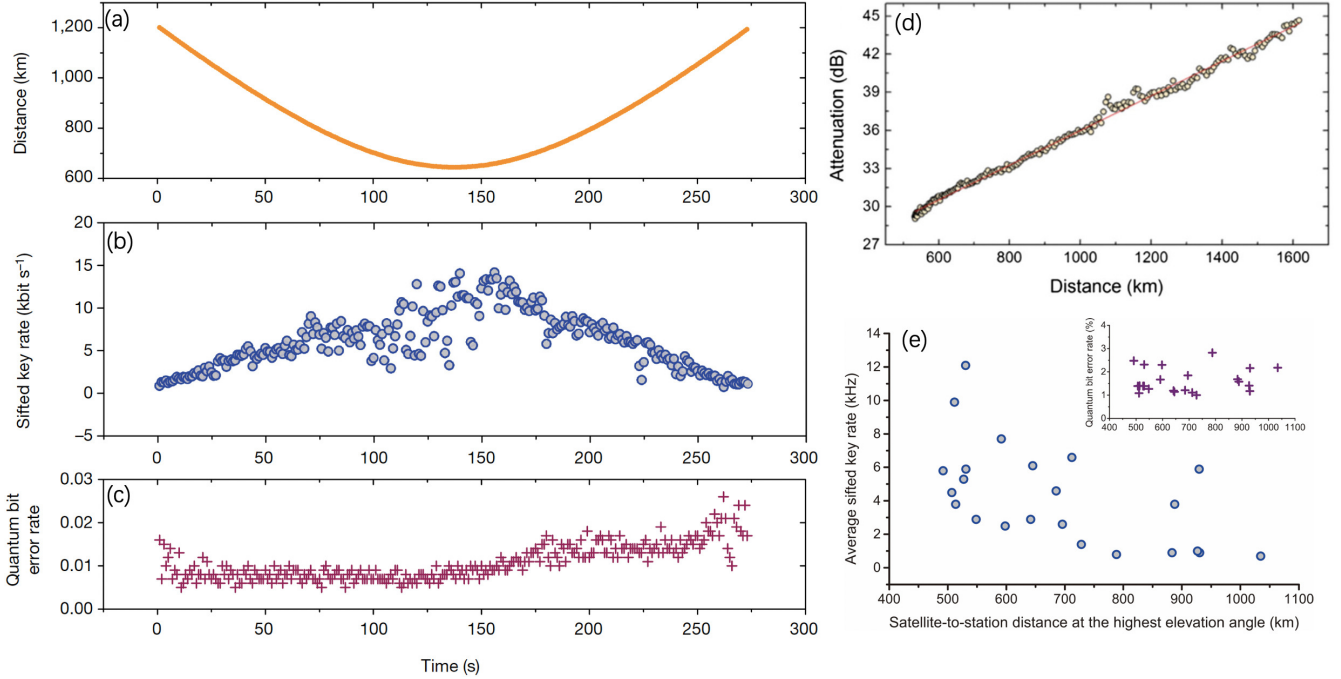 (a)
Distance (km)
1,200
1,000
800
600
0 50 100 150 200 250 300
(b)
Sifted key rate (kbit s⁻¹)
20
15
10
5
0
–5
0 50 100 150 200 250 300
(c)
Quantum bit
error rate
0.03
0.02
0.01
0.00
0 50 100 150 200 250 300
Time (s)
(d)
Attenuation (dB)
45
42
39
36
33
30
27
600 800 1000 1200 1400 1600
Distance (km)
(e)
Average sifted key rate (kHz)
14
12
10
8
6
4
2
0
400 500 600 700 800 900 1000 1100
Satellite-to-station distance at the highest elevation angle (km)
Quantum bit error rate (%)
4
3
2
1
0
400 500 600 700 800 900 1000 1100